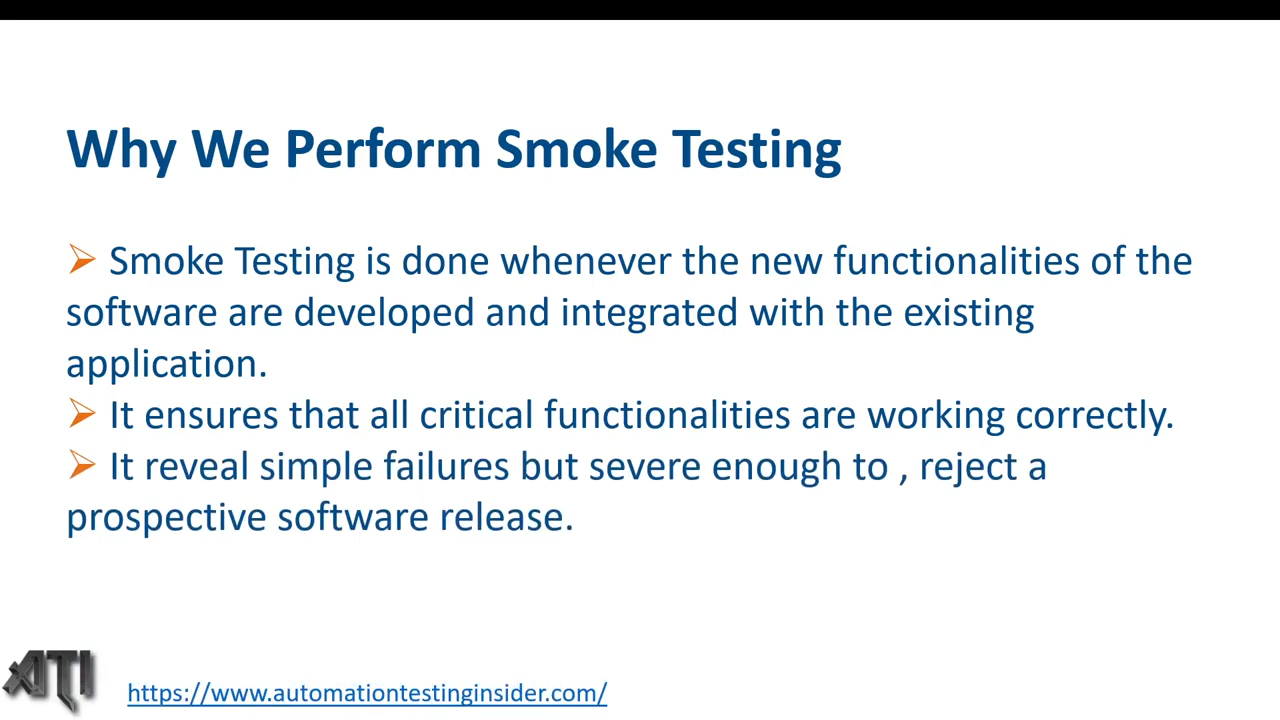 Why We Perform Smoke Testing
➢ Smoke Testing is done whenever the new functionalities of the
software are developed and integrated with the existing
application.
➢ It ensures that all critical functionalities are working correctly.
➢ It reveal simple failures but severe enough to , reject a
prospective software release.
ATI
https://www.automationtestinginsider.com/